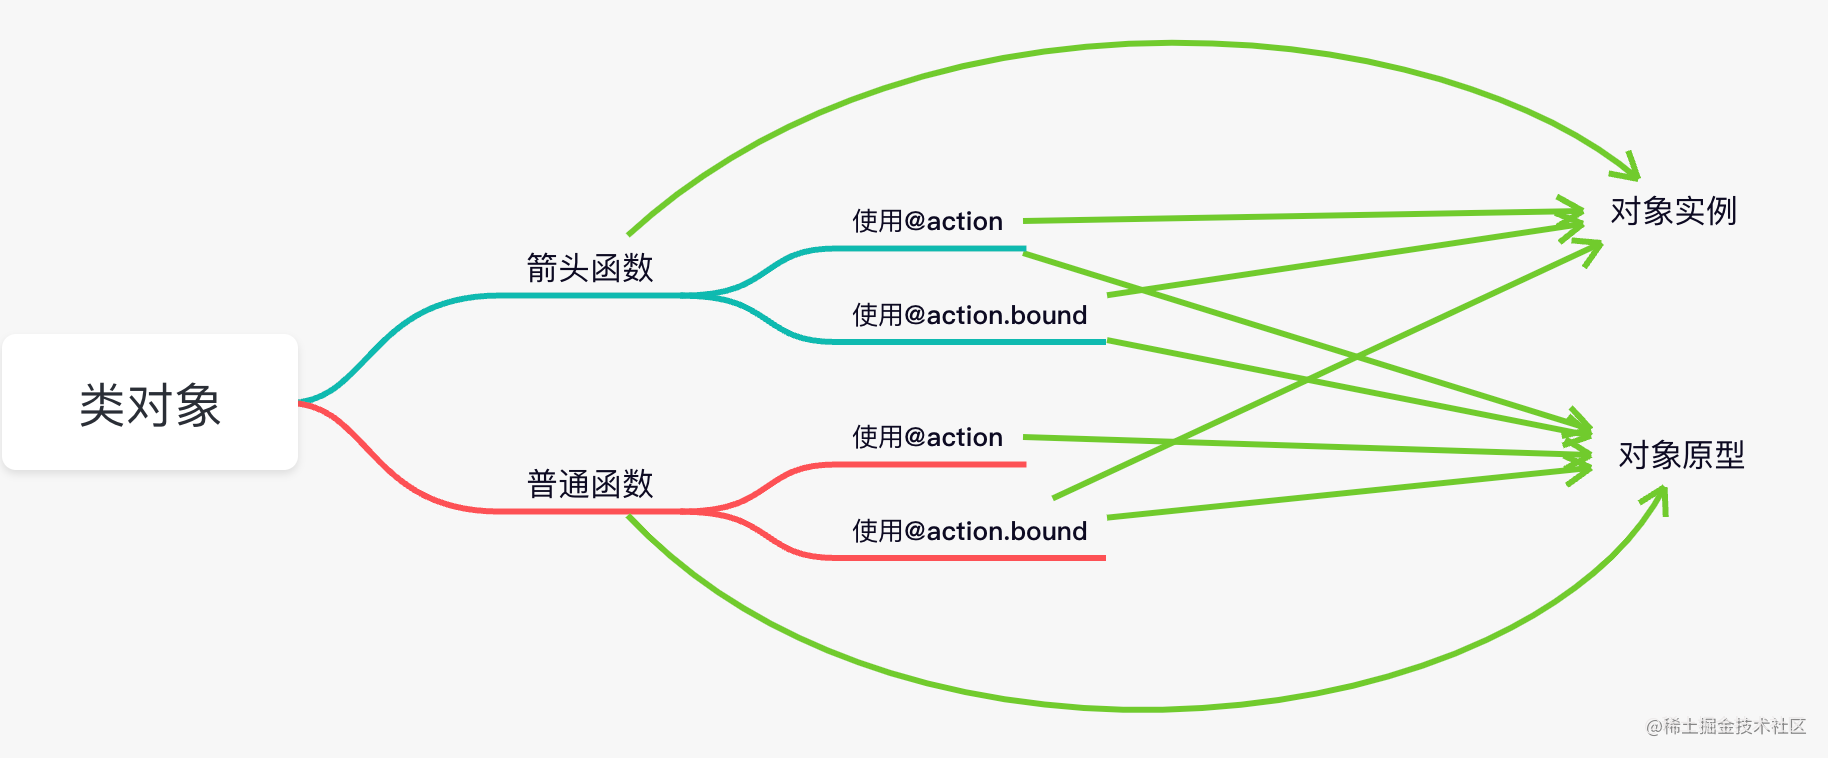 类对象
箭头函数
使用@action
使用@action.bound
普通函数
使用@action
使用@action.bound
对象实例
对象原型
@稀土掘金技术社区